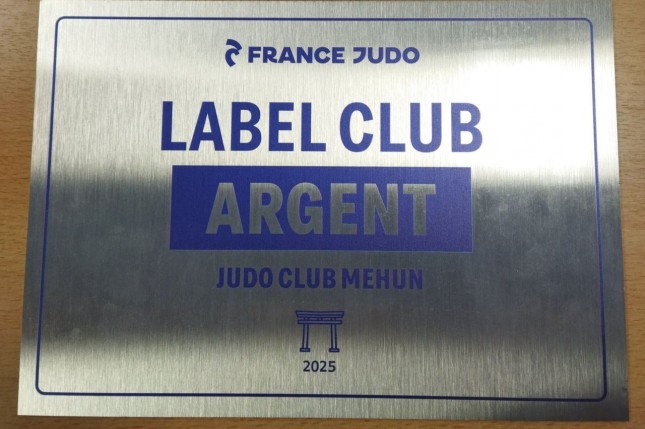 FRANCE JUDO
LABEL CLUB
ARGENT
JUDO CLUB MEHUN
2025